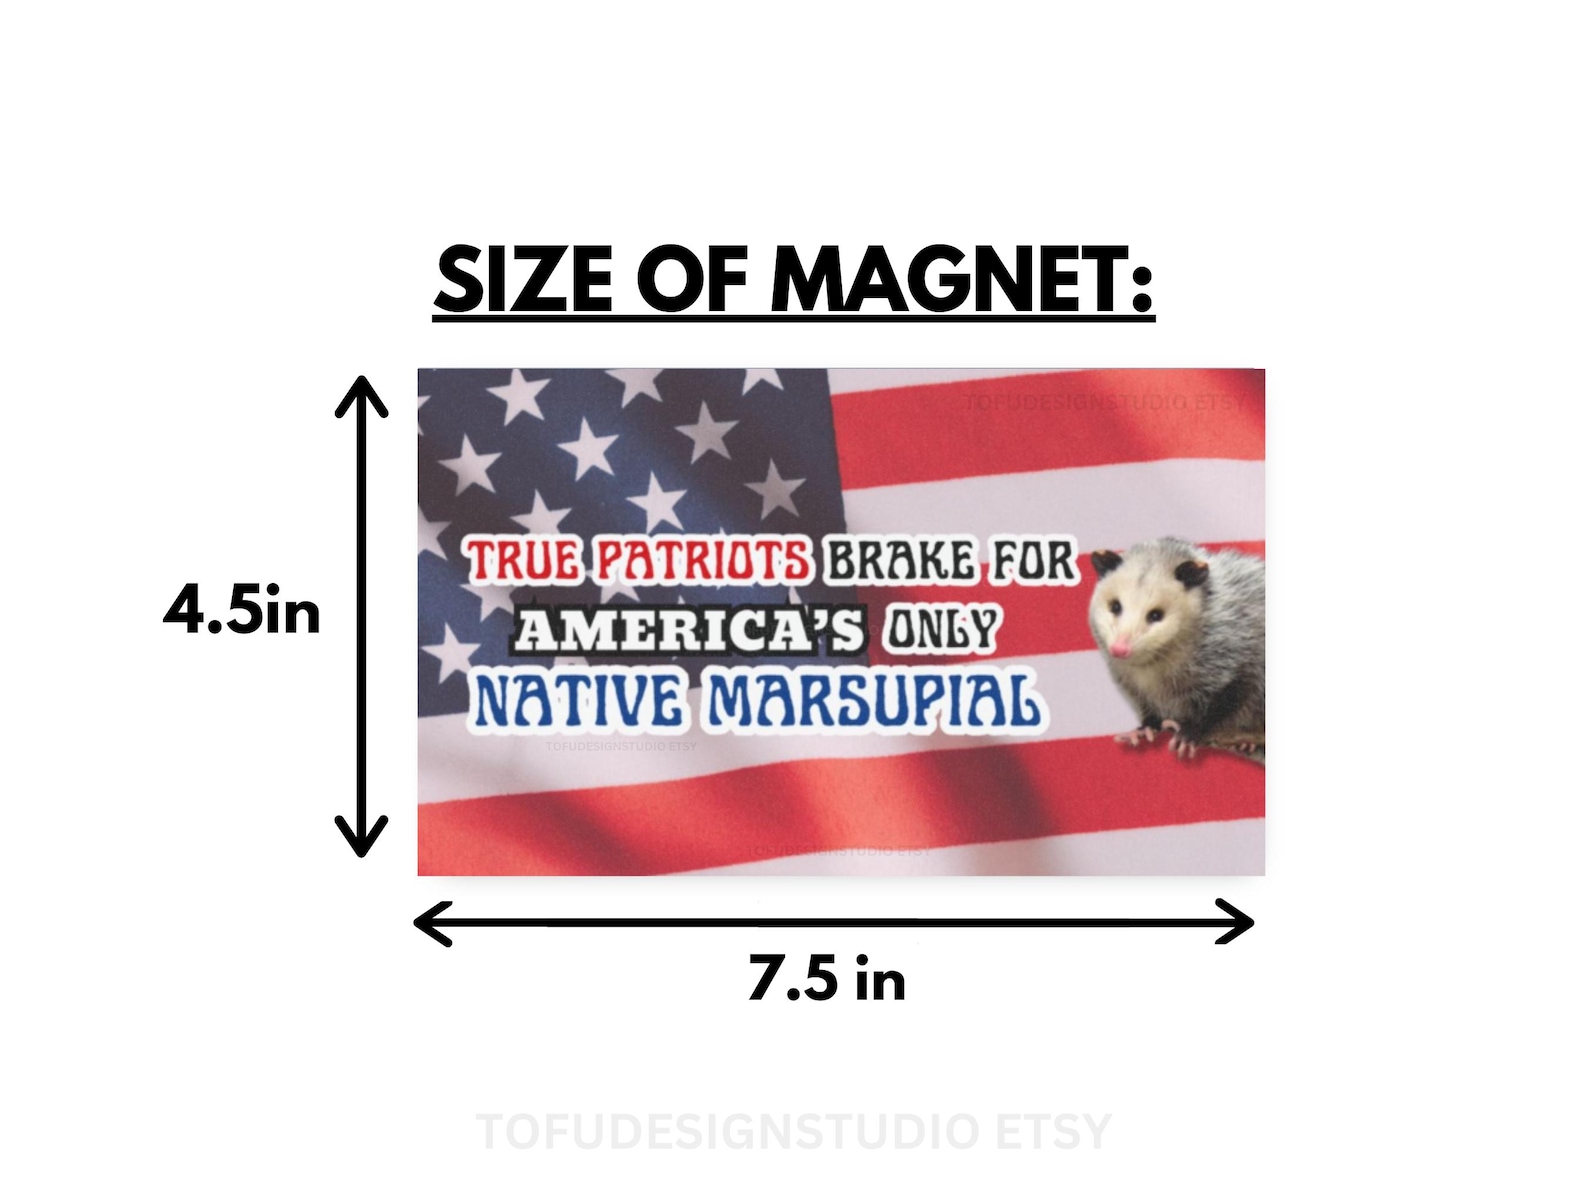 SIZE OF MAGNET:
TOFUDESIGNSTUDIO ETSY
TRUE PATRIOTS BRAKE FOR
4.5in
AMERICA'S ONLY
NATIVE MARSUPIAL
TOFUDESIGNSTUDIO ETSY
TOFUDESIGNSTUDIO ETSY
7.5 in
TOFUDESIGNSTUDIO ETSY